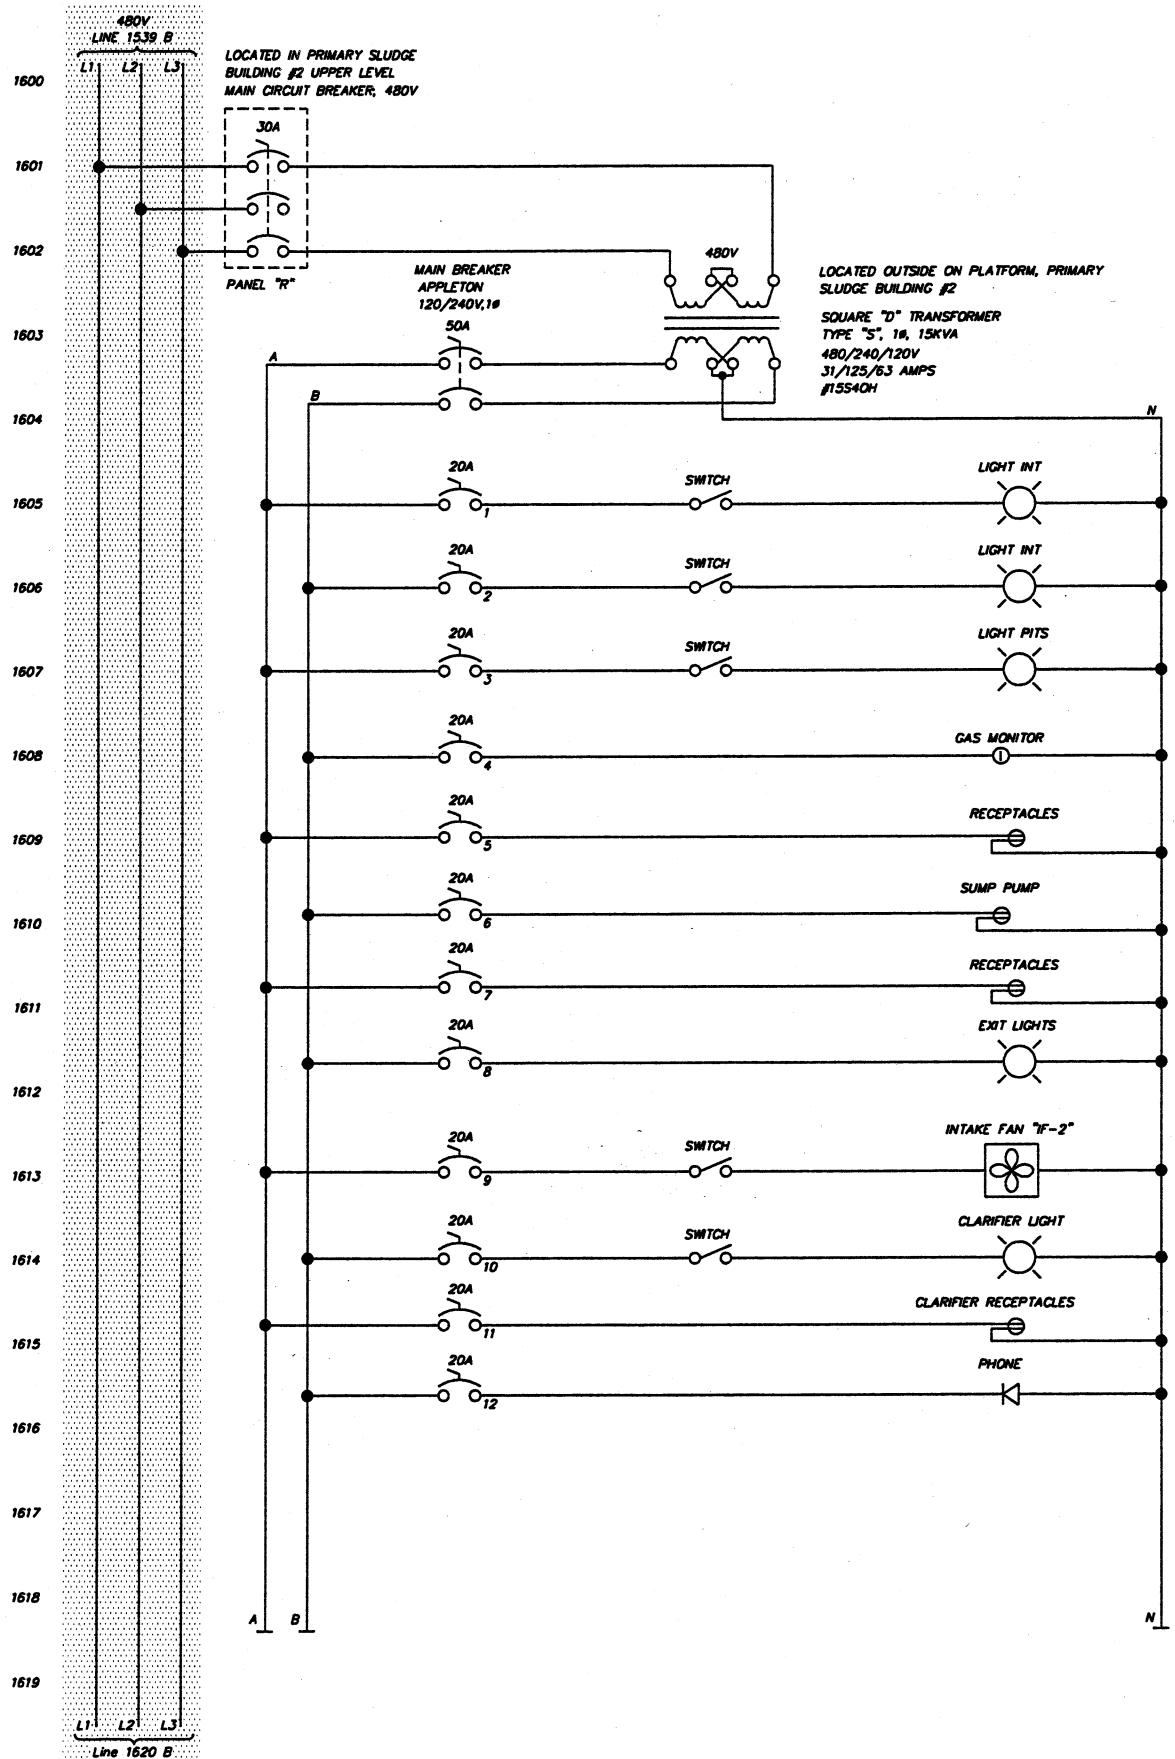 480V
LINE 1539 B
L1 L2 L3
1600
LOCATED IN PRIMARY SLUDGE
BUILDING #2 UPPER LEVEL
MAIN CIRCUIT BREAKER, 480V
30A
1601
1602
PANEL "R"
MAIN BREAKER
APPLETON
120/240V,1ø
50A
480V
LOCATED OUTSIDE ON PLATFORM, PRIMARY
SLUDGE BUILDING #2
SQUARE "D" TRANSFORMER
TYPE "S", 1ø, 15KVA
480/240/120V
31/125/63 AMPS
#15S40H
1603
A
B
N
1604
20A
SWITCH
LIGHT INT
1605
1
20A
SWITCH
LIGHT INT
1606
2
20A
SWITCH
LIGHT PITS
1607
3
20A
GAS MONITOR
1608
4
20A
RECEPTACLES
1609
5
20A
SUMP PUMP
1610
6
20A
RECEPTACLES
1611
7
20A
EXIT LIGHTS
8
1612
20A
SWITCH
INTAKE FAN "IF-2"
1613
9
20A
SWITCH
CLARIFIER LIGHT
1614
10
20A
CLARIFIER RECEPTACLES
1615
11
20A
PHONE
12
1616
1617
1618
A B N
1619
L1 L2 L3
Line 1620 B